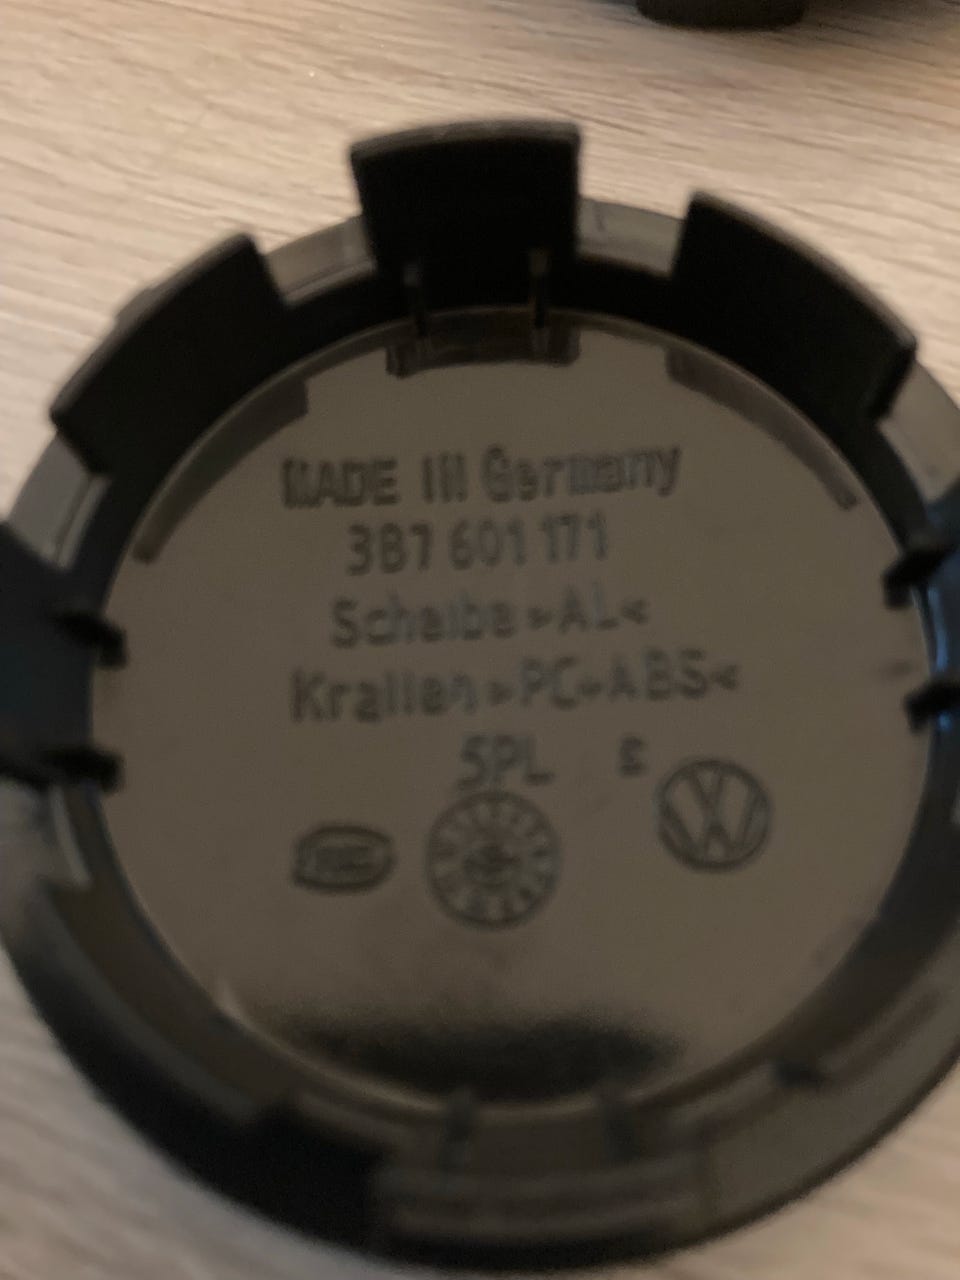 MADE IN Germany
3B7 601 171
Scheibe >AL<
Krallen >PC+ABS<
5PL